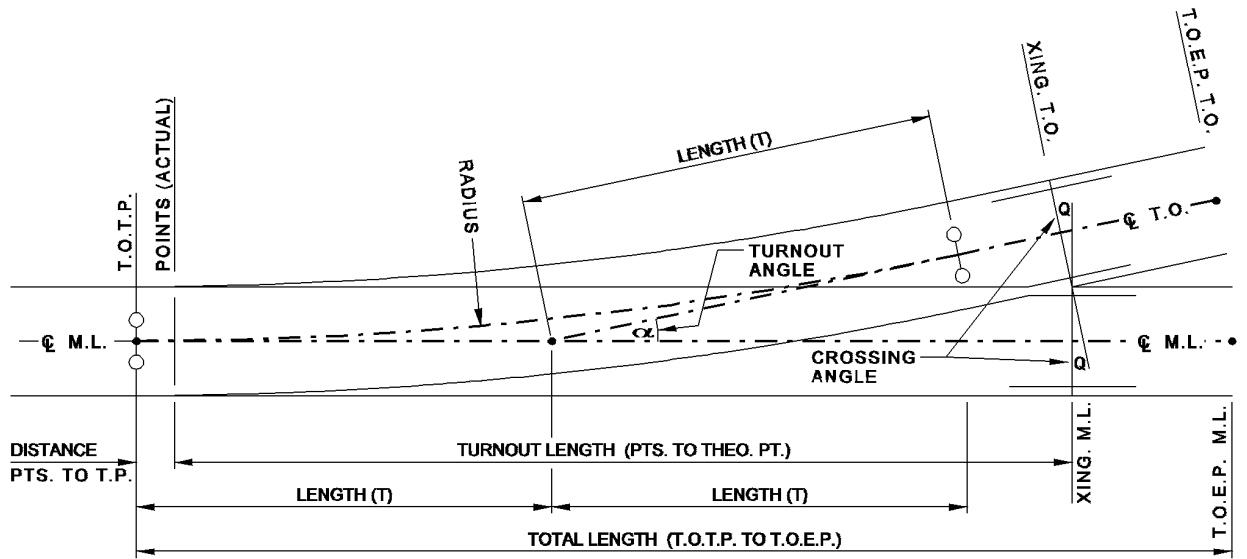 T.O.E.P. T.O.
XING. T.O.
POINTS (ACTUAL)
T.O.T.P.
LENGTH (T)
RADIUS
Q
℄ T.O.
TURNOUT
ANGLE
α
℄ M.L.
℄ M.L.
CROSSING
ANGLE
Q
DISTANCE
PTS. TO T.P.
TURNOUT LENGTH (PTS. TO THEO. PT.)
XING. M.L.
T.O.E.P. M.L.
LENGTH (T)
LENGTH (T)
TOTAL LENGTH (T.O.T.P. TO T.O.E.P.)